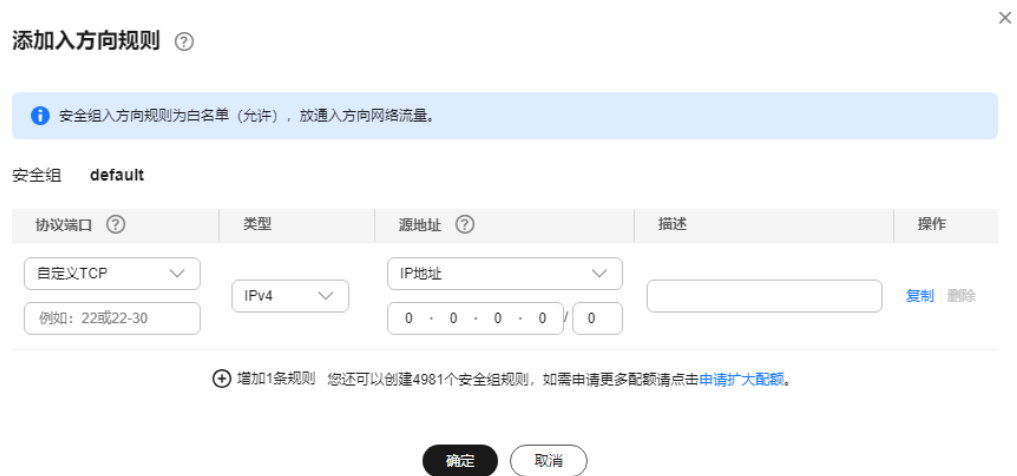 添加入方向规则 ?
安全组入方向规则为白名单（允许），放通入方向网络流量。
安全组 default
协议端口 ? 类型 源地址 ? 描述 操作
自定义TCP IPv4 IP地址 复制 删除
例如：22或22-30 0 · 0 · 0 · 0 / 0
增加1条规则 您还可以创建4981个安全组规则，如需申请更多配额请点击申请扩大配额。
确定 取消